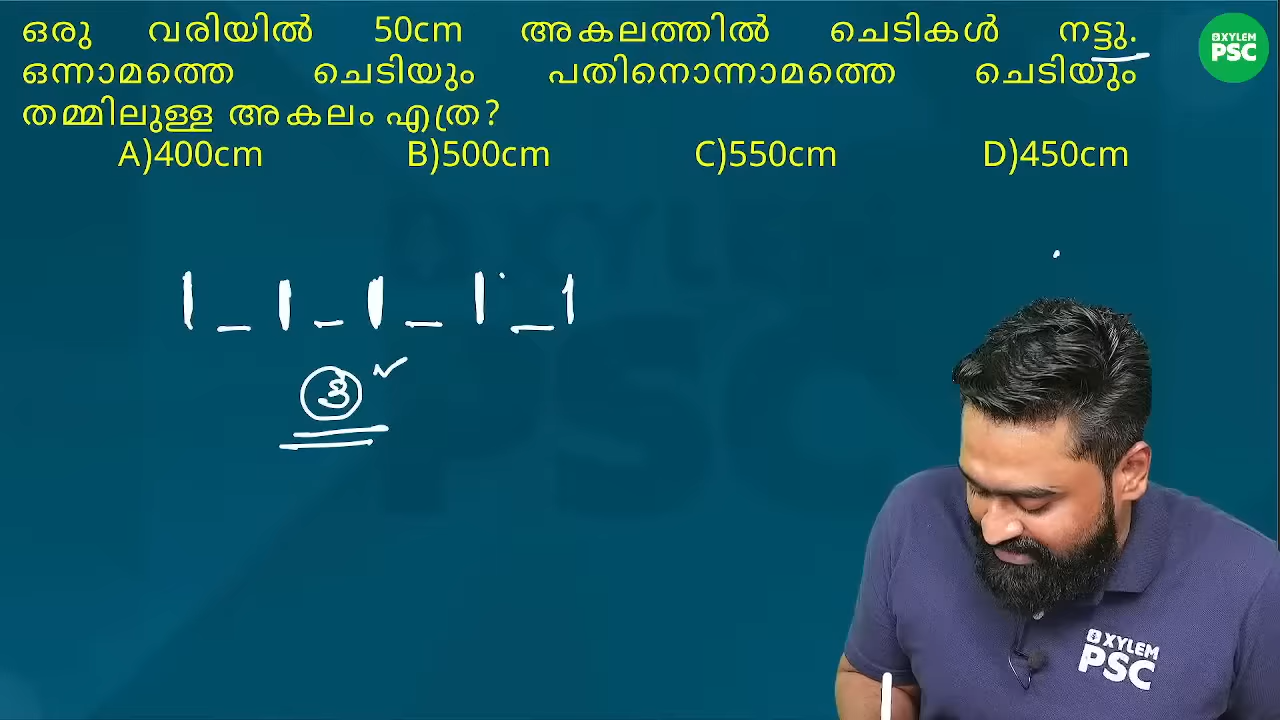 ഒരു വരിയിൽ 50cm അകലത്തിൽ ചെടികൾ നട്ടു.
ഒന്നാമത്തെ ചെടിയും പതിനൊന്നാമത്തെ ചെടിയും
തമ്മിലുള്ള അകലം എത്ര?
A)400cm B)500cm C)550cm D)450cm
XYLEM
PSC
XYLEM
PSC